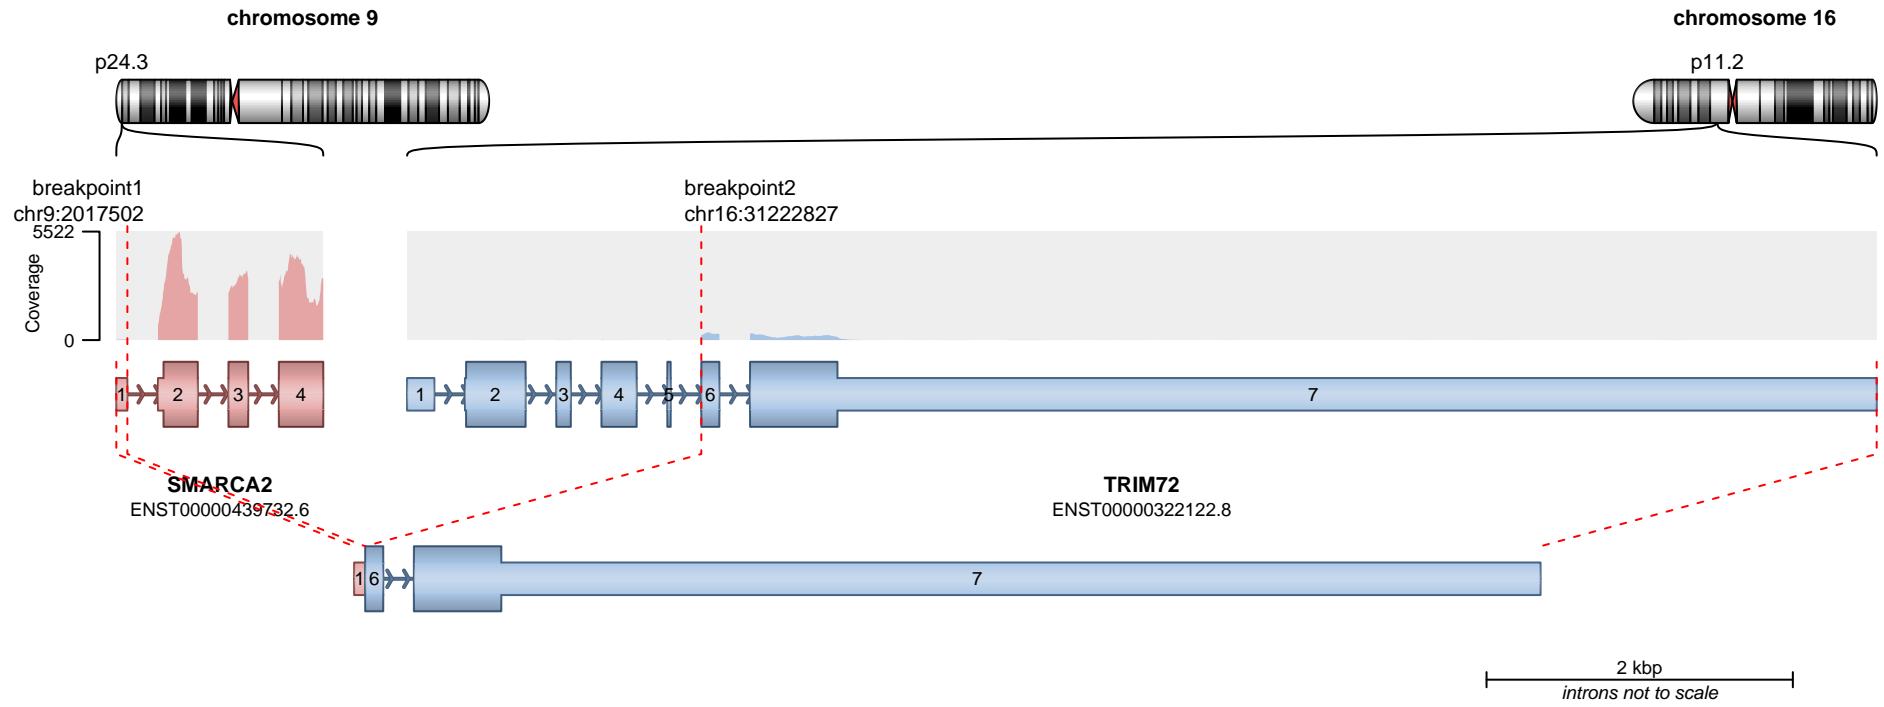 chromosome 9
chromosome 16
p24.3
p11.2
breakpoint1
chr9:2017502
breakpoint2
chr16:31222827
5522
Coverage
0
1 2 3 4
1 2 3 4 5 6 7
SMARCA2
ENST00000439732.6
TRIM72
ENST00000322122.8
1 6 7
2 kbp
introns not to scale